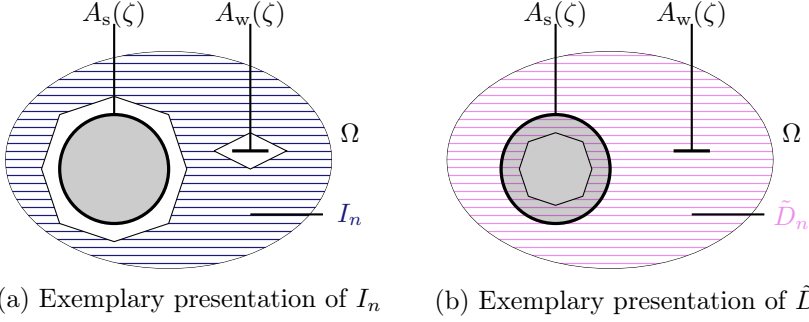 A_s(ζ) A_w(ζ) A_s(ζ) A_w(ζ)
Ω Ω
I_n D̃_n
(a) Exemplary presentation of I_n (b) Exemplary presentation of